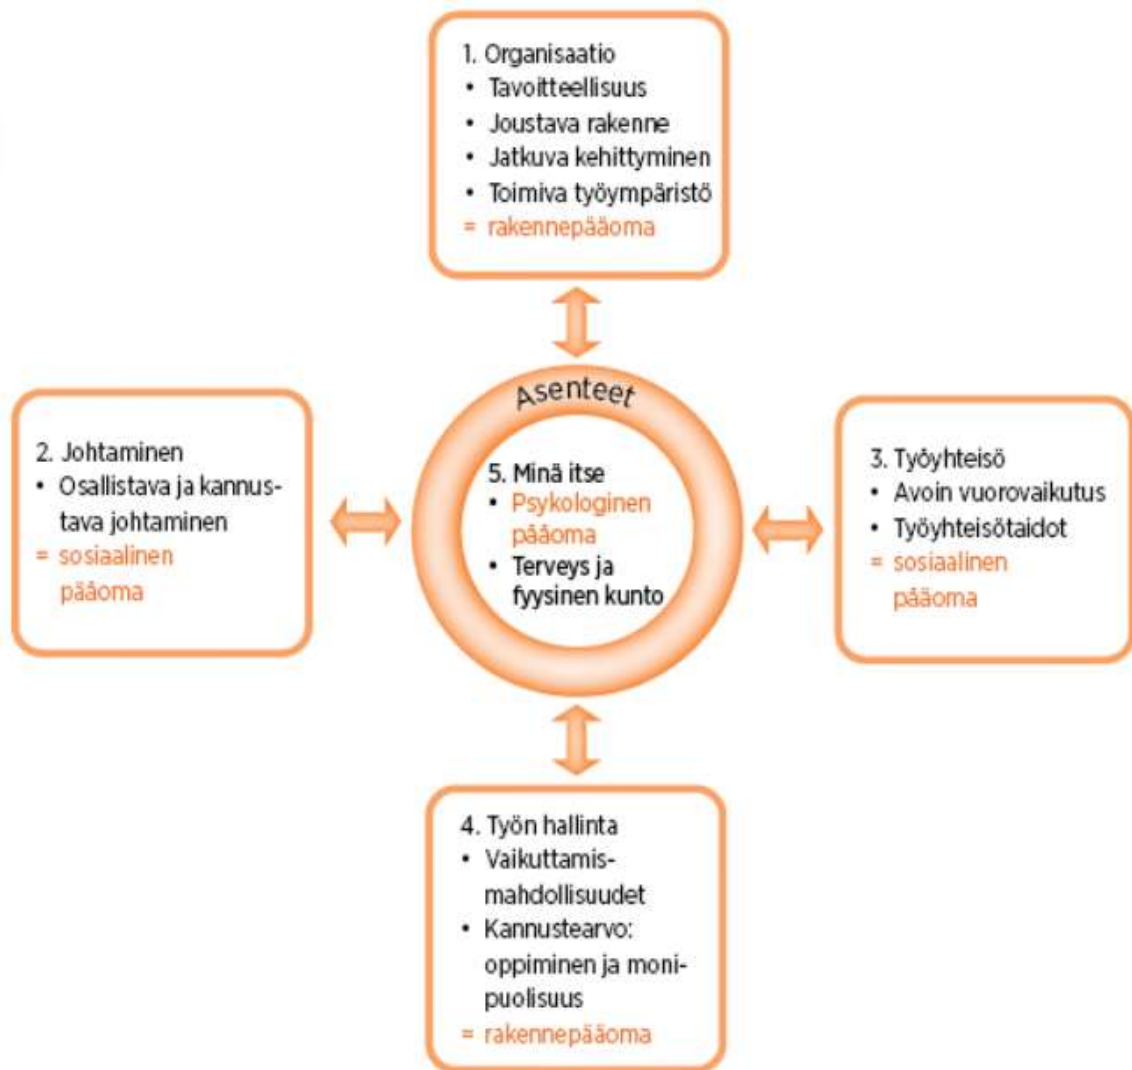 1. Organisaatio
• Tavoitteellisuus
• Joustava rakenne
• Jatkuva kehittyminen
• Toimiva työympäristö
= rakennepääoma
Asenteet
2. Johtaminen
• Osallistava ja kannus-
tava johtaminen
= sosiaalinen
pääoma
5. Minä itse
• Psykologinen
pääoma
• Terveys ja
fyysinen kunto
3. Työyhteisö
• Avoin vuorovaikutus
• Työyhteisötaidot
= sosiaalinen
pääoma
4. Työn hallinta
• Vaikuttamis-
mahdollisuudet
• Kannustearvo:
oppiminen ja moni-
puolisuus
= rakennepääoma